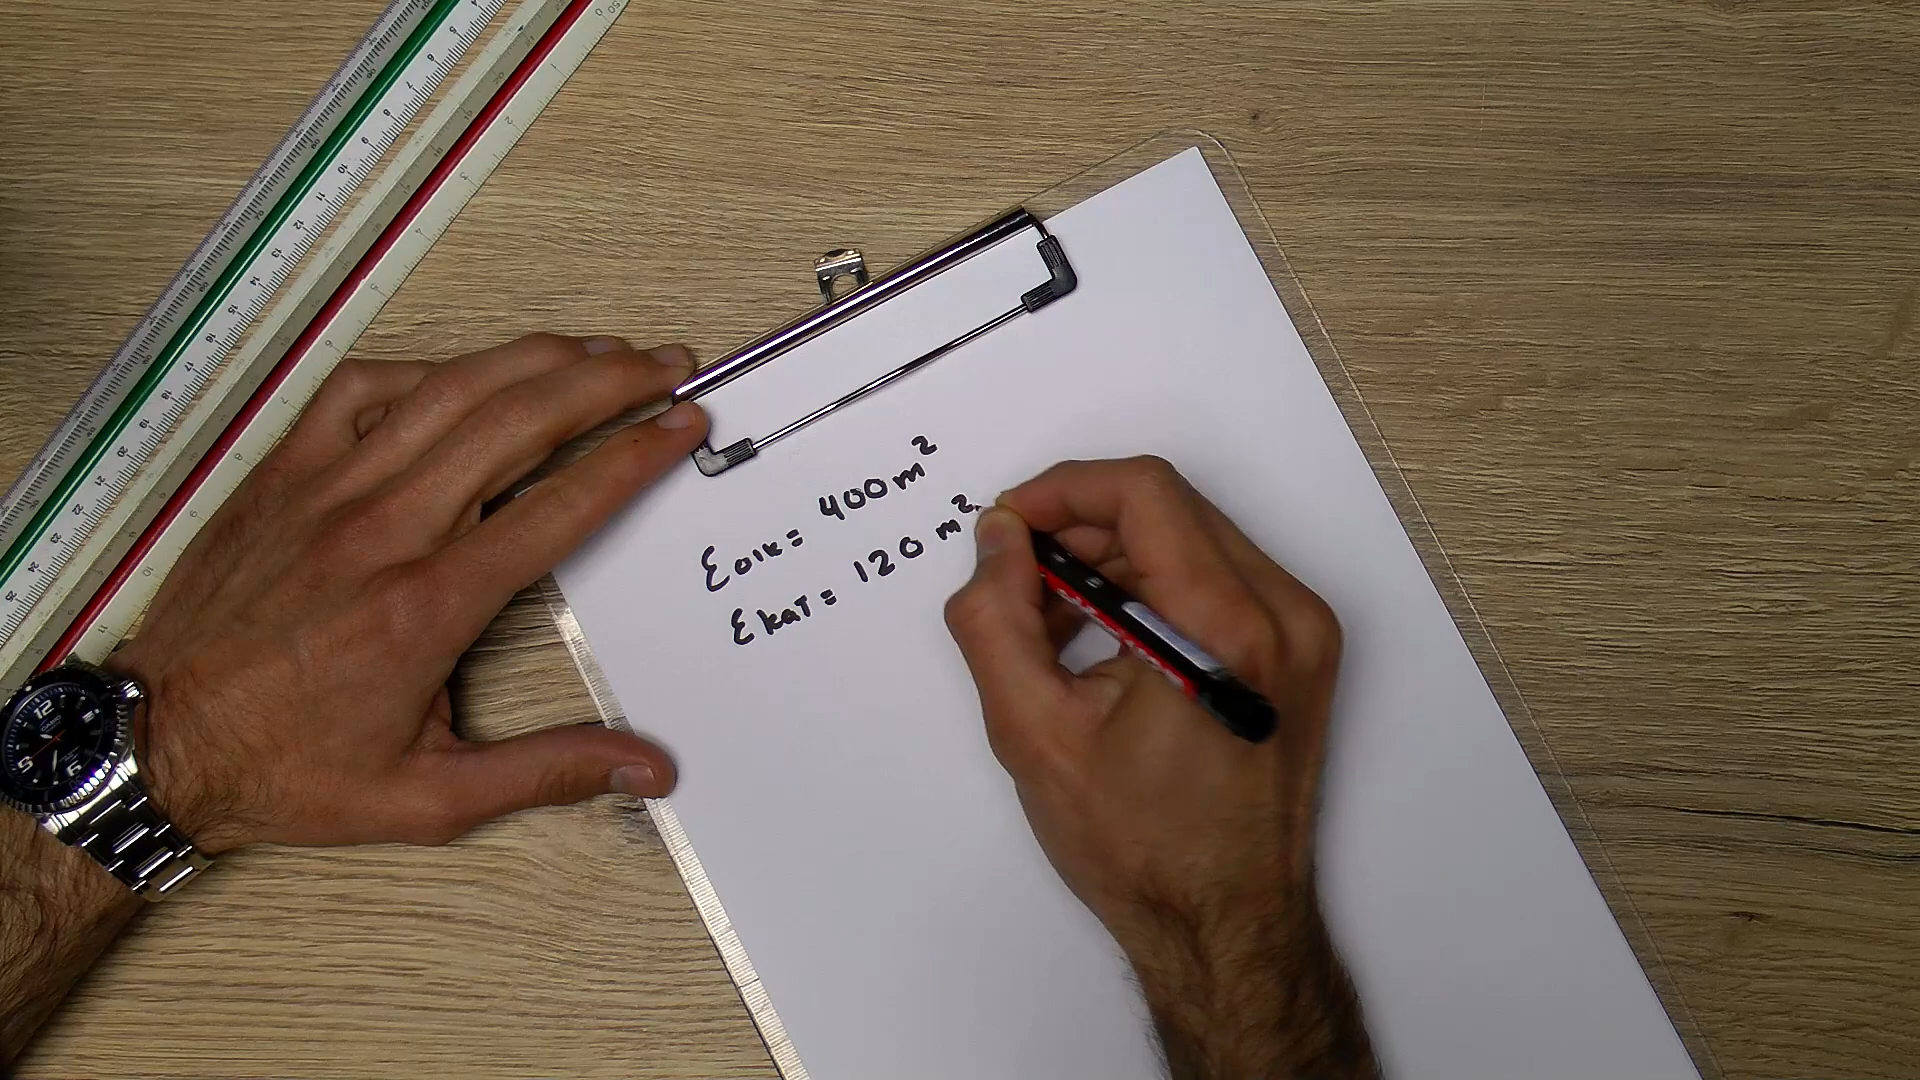 Εοικ = 400 m²
Εκατ = 120 m²